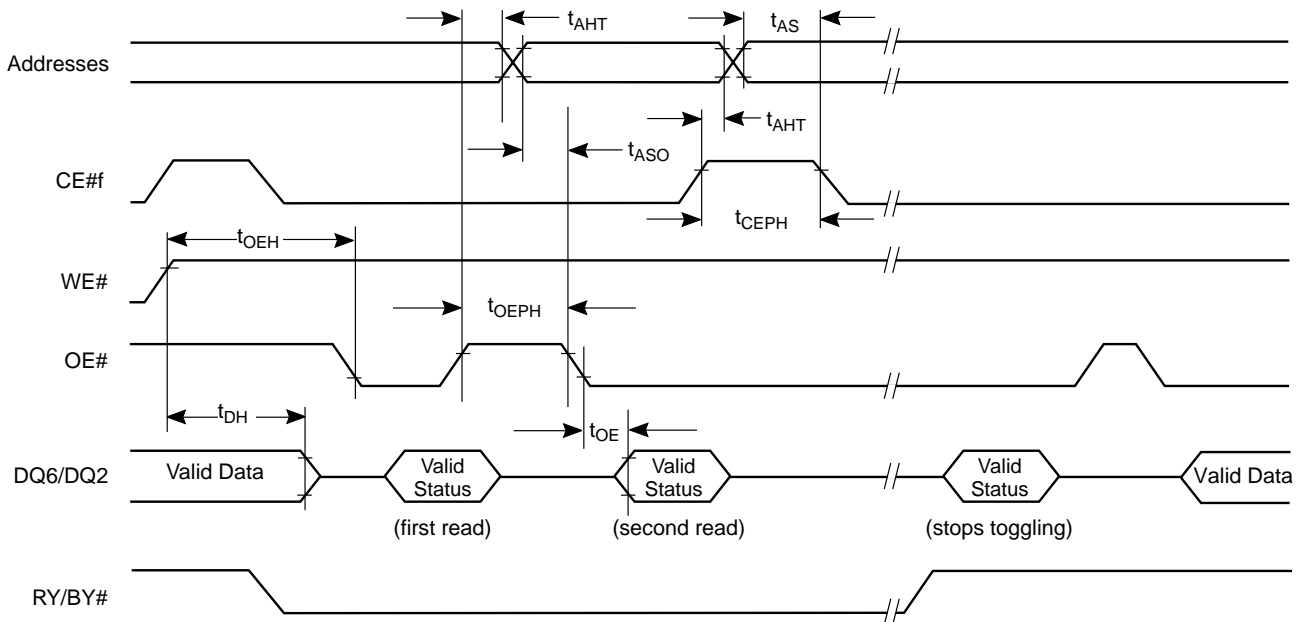 tAHT
tAS
Addresses
tAHT
tASO
CE#f
tCEPH
tOEH
WE#
tOEPH
OE#
tDH
tOE
DQ6/DQ2
Valid Data
Valid
Status
Valid
Status
Valid
Status
Valid Data
(first read)
(second read)
(stops toggling)
RY/BY#